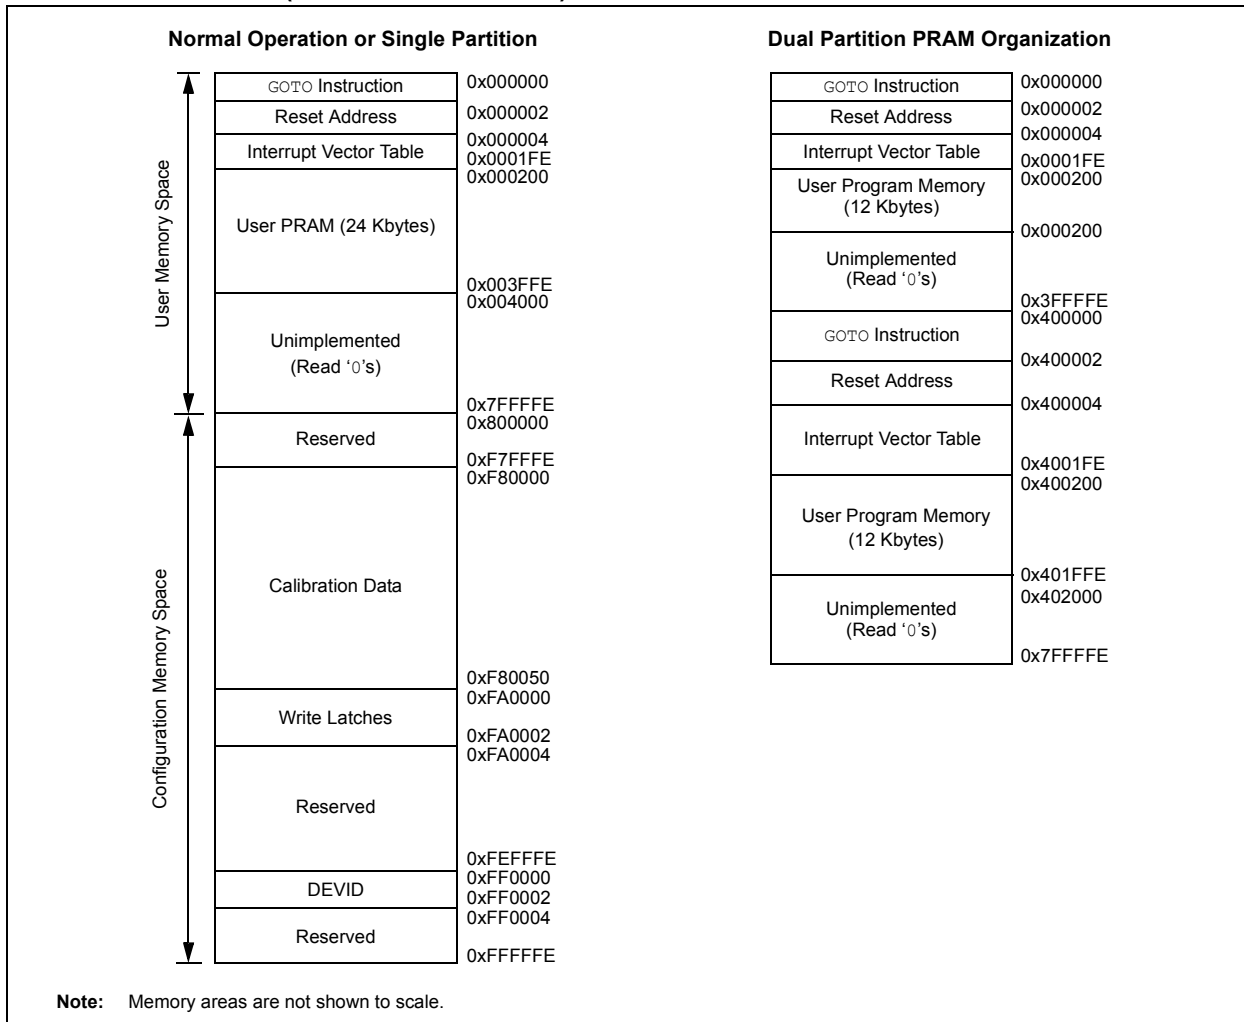 Normal Operation or Single Partition
GOTO Instruction
0x000000
Reset Address
0x000002
Interrupt Vector Table
0x000004
0x0001FE
0x000200
User PRAM (24 Kbytes)
0x003FFE
0x004000
Unimplemented
(Read ‘0’s)
0x7FFFFE
0x800000
Reserved
0xF7FFFE
0xF80000
Calibration Data
0xF80050
0xFA0000
Write Latches
0xFA0002
0xFA0004
Reserved
0xFEFFFE
0xFF0000
DEVID
0xFF0002
0xFF0004
Reserved
0xFFFFFE
User Memory Space
Configuration Memory Space
Dual Partition PRAM Organization
GOTO Instruction
0x000000
0x000002
Reset Address
0x000004
Interrupt Vector Table
0x0001FE
0x000200
User Program Memory
(12 Kbytes)
0x000200
Unimplemented
(Read ‘0’s)
0x3FFFFE
0x400000
GOTO Instruction
0x400002
Reset Address
0x400004
Interrupt Vector Table
0x4001FE
0x400200
User Program Memory
(12 Kbytes)
0x401FFE
0x402000
Unimplemented
(Read ‘0’s)
0x7FFFFE
Note: Memory areas are not shown to scale.